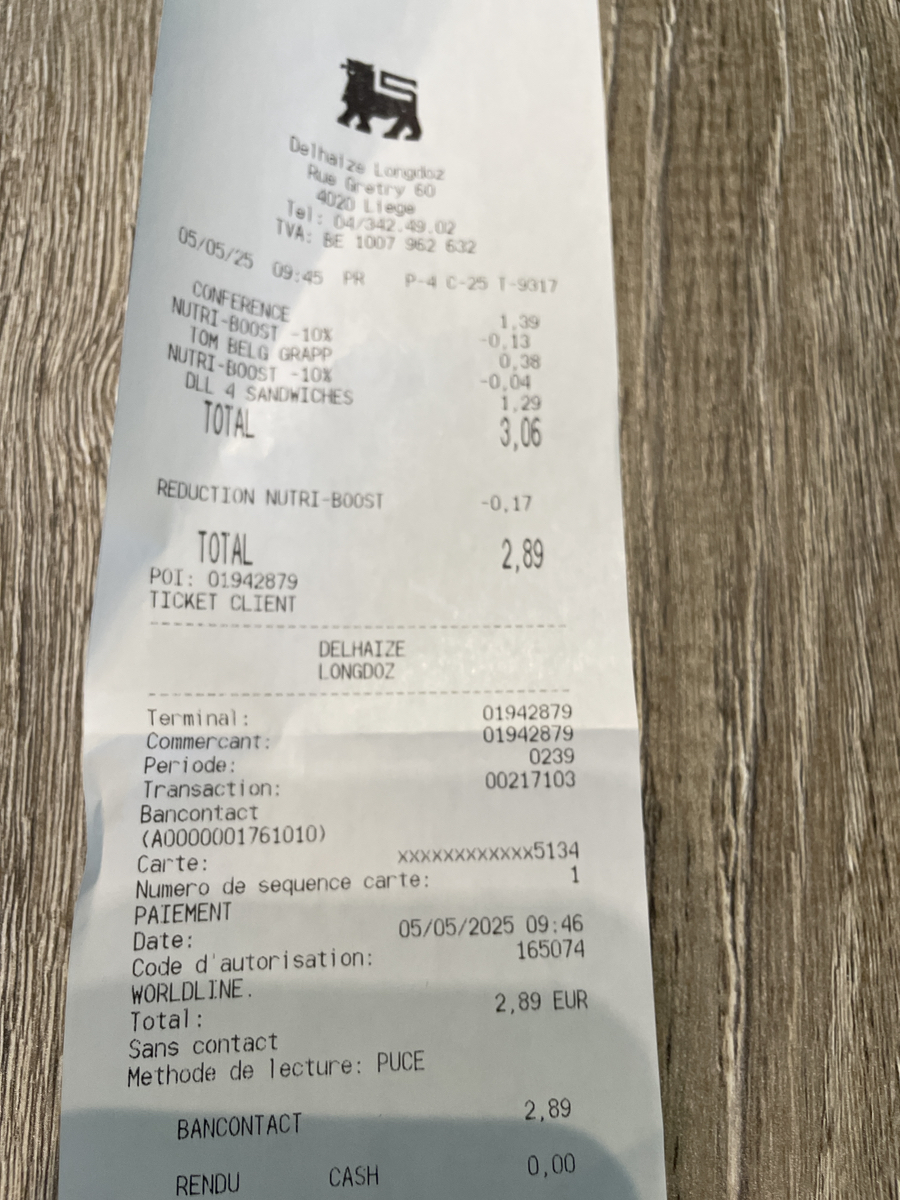 Delhaize Longdoz
Rue Gretry 60
4020 Liege
Tel: 04/342.49.02
TVA: BE 1007 962 632
05/05/25 09:45 PR P-4 C-25 T-9317
CONFERENCE 1,39
NUTRI-BOOST -10% -0,13
TOM BELG GRAPP 0,38
NUTRI-BOOST -10% -0,04
DLL 4 SANDWICHES 1,29
TOTAL 3,06
REDUCTION NUTRI-BOOST -0,17
TOTAL 2,89
POI: 01942879
TICKET CLIENT
DELHAIZE
LONGDOZ
Terminal: 01942879
Commercant: 01942879
Periode: 0239
Transaction: 00217103
Bancontact
(A0000001761010)
Carte: xxxxxxxxxxxx5134
Numero de sequence carte: 1
PAIEMENT
Date: 05/05/2025 09:46
Code d'autorisation: 165074
WORLDLINE.
Total: 2,89 EUR
Sans contact
Methode de lecture: PUCE
BANCONTACT 2,89
RENDU CASH 0,00